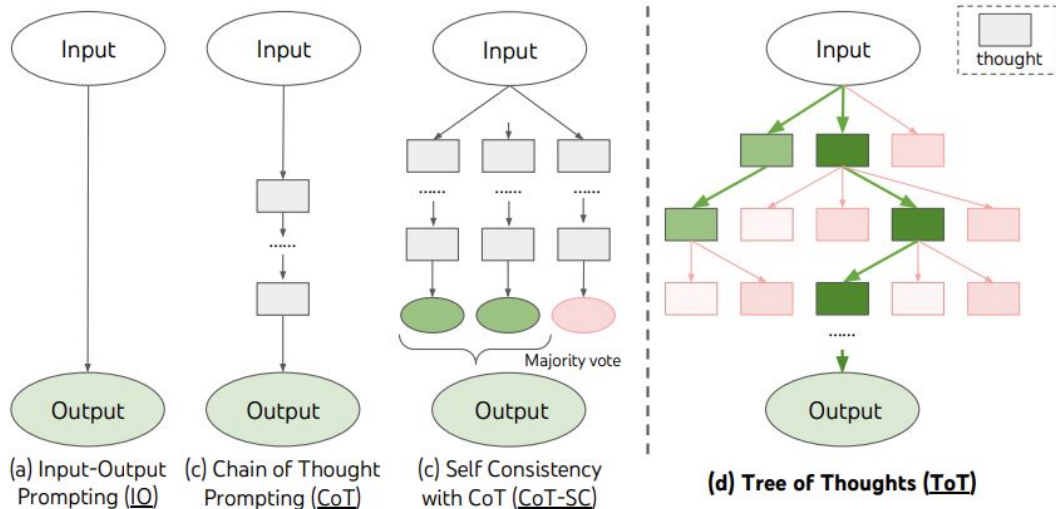 Input
Input
Input
Input
thought
......
...... ...... ......
......
Majority vote
Output
Output
Output
Output
(a) Input-Output
Prompting (IO)
(c) Chain of Thought
Prompting (CoT)
(c) Self Consistency
with CoT (CoT-SC)
(d) Tree of Thoughts (ToT)